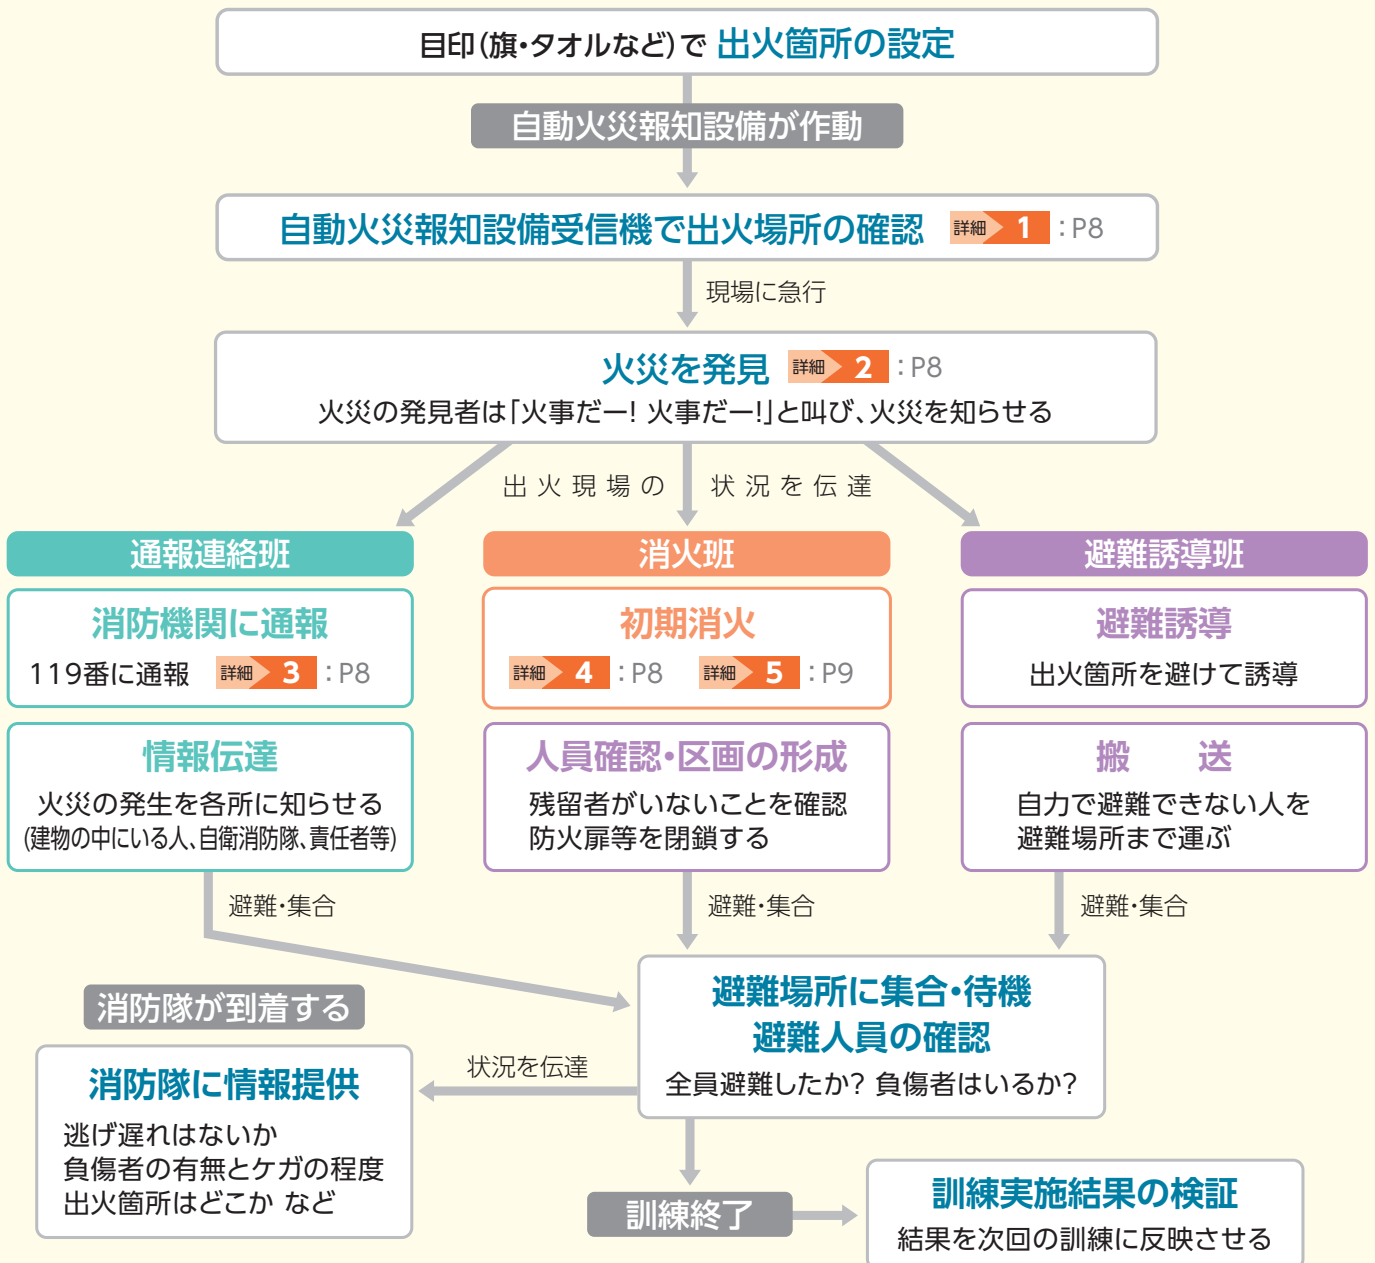 目印(旗・タオルなど)で 出火箇所の設定
自動火災報知設備が作動
自動火災報知設備受信機で出火場所の確認 詳細 1 :P8
現場に急行
火災を発見 詳細 2 :P8
火災の発見者は「火事だー! 火事だー!」と叫び、火災を知らせる
出火現場の 状況を伝達
通報連絡班
消防機関に通報
119番に通報 詳細 3 :P8
情報伝達
火災の発生を各所に知らせる
(建物の中にいる人、自衛消防隊、責任者等)
避難・集合
消火班
初期消火
詳細 4 :P8 詳細 5 :P9
人員確認・区画の形成
残留者がいないことを確認
防火扉等を閉鎖する
避難・集合
避難誘導班
避難誘導
出火箇所を避けて誘導
搬 送
自力で避難できない人を
避難場所まで運ぶ
避難・集合
避難場所に集合・待機
避難人員の確認
全員避難したか? 負傷者はいるか?
状況を伝達
消防隊が到着する
消防隊に情報提供
逃げ遅れはないか
負傷者の有無とケガの程度
出火箇所はどこか など
訓練終了
訓練実施結果の検証
結果を次回の訓練に反映させる